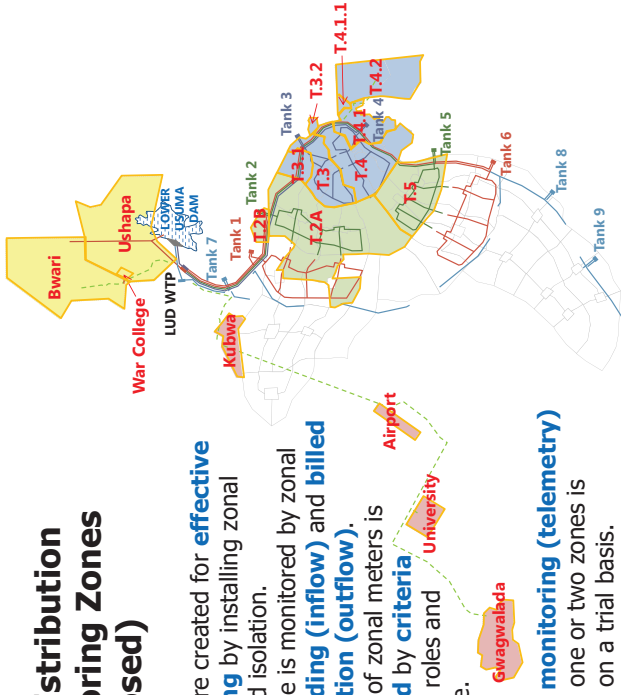 stribution
oring Zones
osed)
re created for effective
ng by installing zonal
d isolation.
e is monitored by zonal
ding (inflow) and billed
tion (outflow).
of zonal meters is
d by criteria
roles and
e.
monitoring (telemetry)
one or two zones is
on a trial basis.
Bwari
Ushapa
War College
LOWER
USUMA
DAM
LUD WTP
Tank 7
Tank 1
Tank 2
Tank 3
T.2B
T.2A
T.3.1
T.3
T.3.2
T.4.1.1
T.4.2
T.4.1
Tank 4
T.4
T.5
Tank 5
Tank 6
Tank 8
Tank 9
Kubwa
Airport
University
Gwagwalada